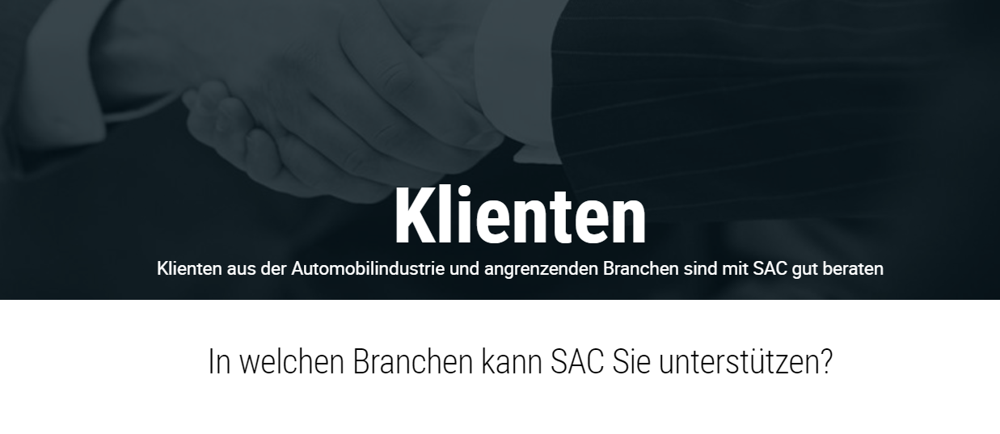 Klienten
Klienten aus der Automobilindustrie und angrenzenden Branchen sind mit SAC gut beraten
In welchen Branchen kann SAC Sie unterstützen?